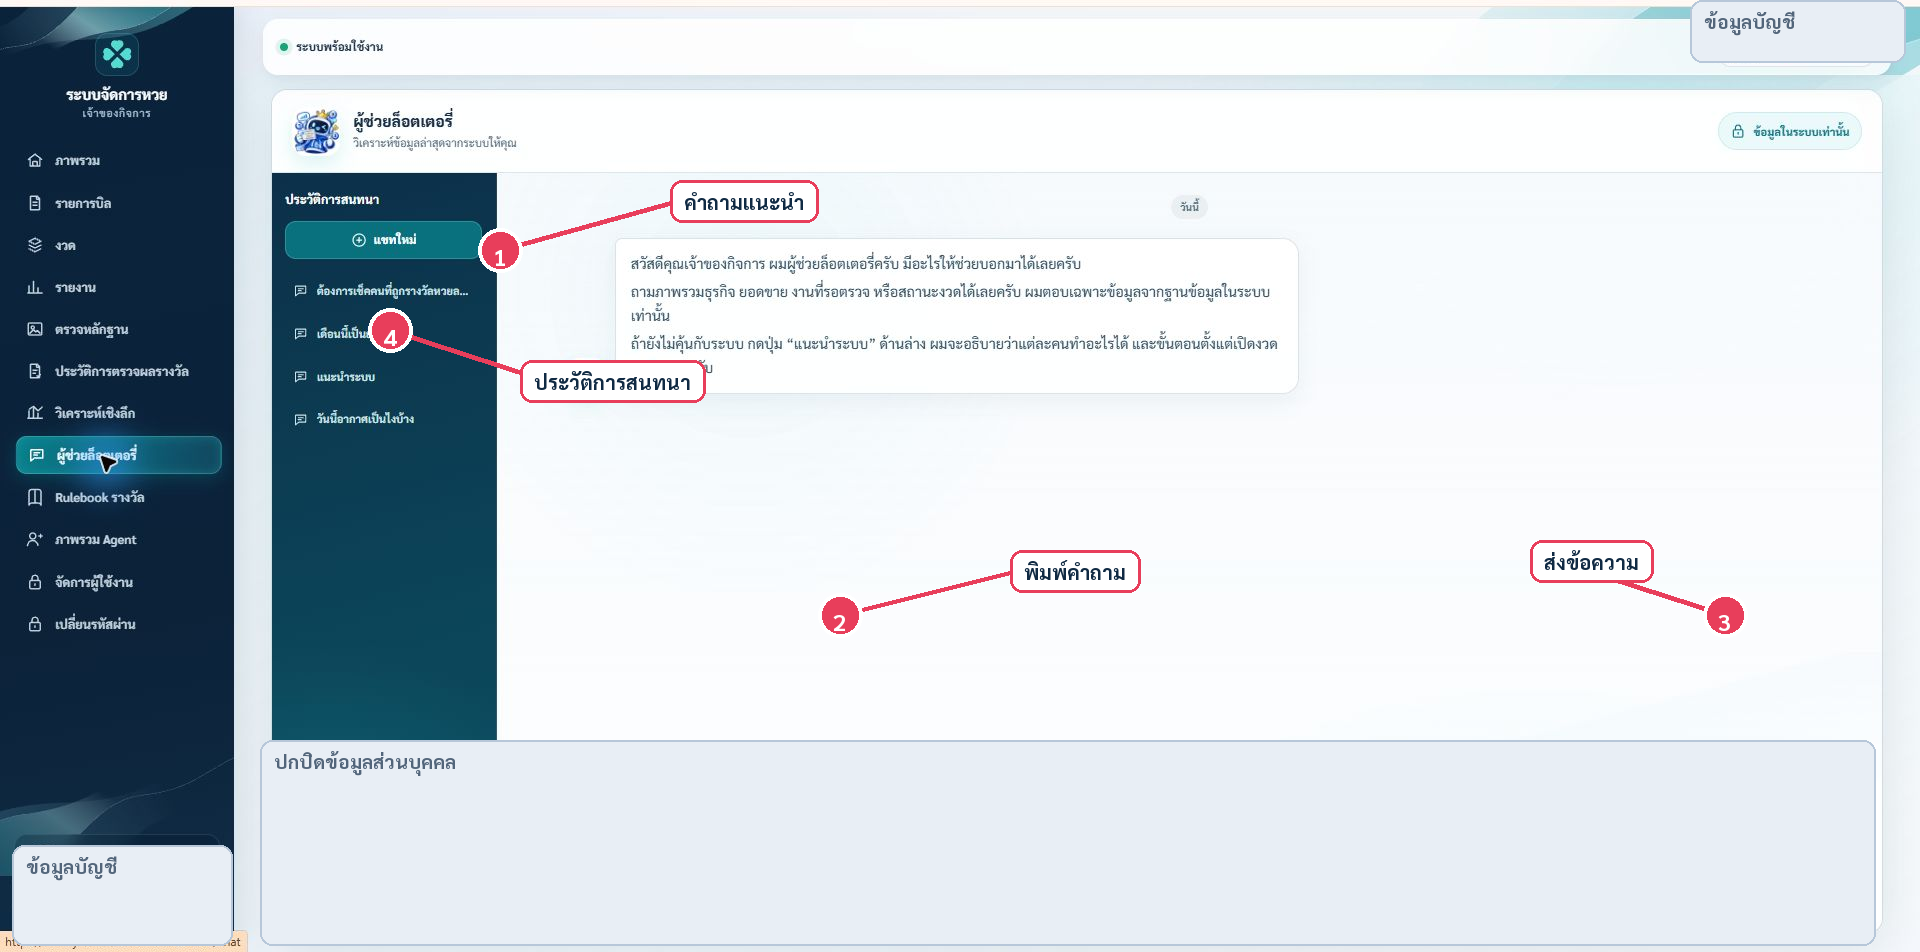 ข้อมูลบัญชี
ระบบพร้อมใช้งาน
ระบบจัดการหวย
เจ้าของกิจการ
ภาพรวม
รายการบิล
งวด
รายงาน
ตรวจหลักฐาน
ประวัติการตรวจผลรางวัล
วิเคราะห์เชิงลึก
ผู้ช่วยล็อตเตอรี่
Rulebook รางวัล
ภาพรวม Agent
จัดการผู้ใช้งาน
เปลี่ยนรหัสผ่าน
ข้อมูลบัญชี
ผู้ช่วยล็อตเตอรี่
วิเคราะห์ข้อมูลล่าสุดจากระบบให้คุณ
ข้อมูลในระบบเท่านั้น
ประวัติการสนทนา
แชทใหม่
ต้องการเช็คคนที่ถูกรางวัลหวยล...
เดือนนี้เป็น
แนะนำระบบ
วันนี้อากาศเป็นไงบ้าง
1
คำถามแนะนำ
4
ประวัติการสนทนา
วันนี้
สวัสดีคุณเจ้าของกิจการ ผมผู้ช่วยล็อตเตอรี่ครับ มีอะไรให้ช่วยบอกมาได้เลยครับ
ถามภาพรวมธุรกิจ ยอดขาย งานที่รอตรวจ หรือสถานะงวดได้เลยครับ ผมตอบเฉพาะข้อมูลจากฐานข้อมูลในระบบ
เท่านั้น
ถ้ายังไม่คุ้นกับระบบ กดปุ่ม “แนะนำระบบ” ด้านล่าง ผมจะอธิบายว่าแต่ละคนทำอะไรได้ และขั้นตอนตั้งแต่เปิดงวด
พิมพ์คำถาม
2
ส่งข้อความ
3
ปกปิดข้อมูลส่วนบุคคล